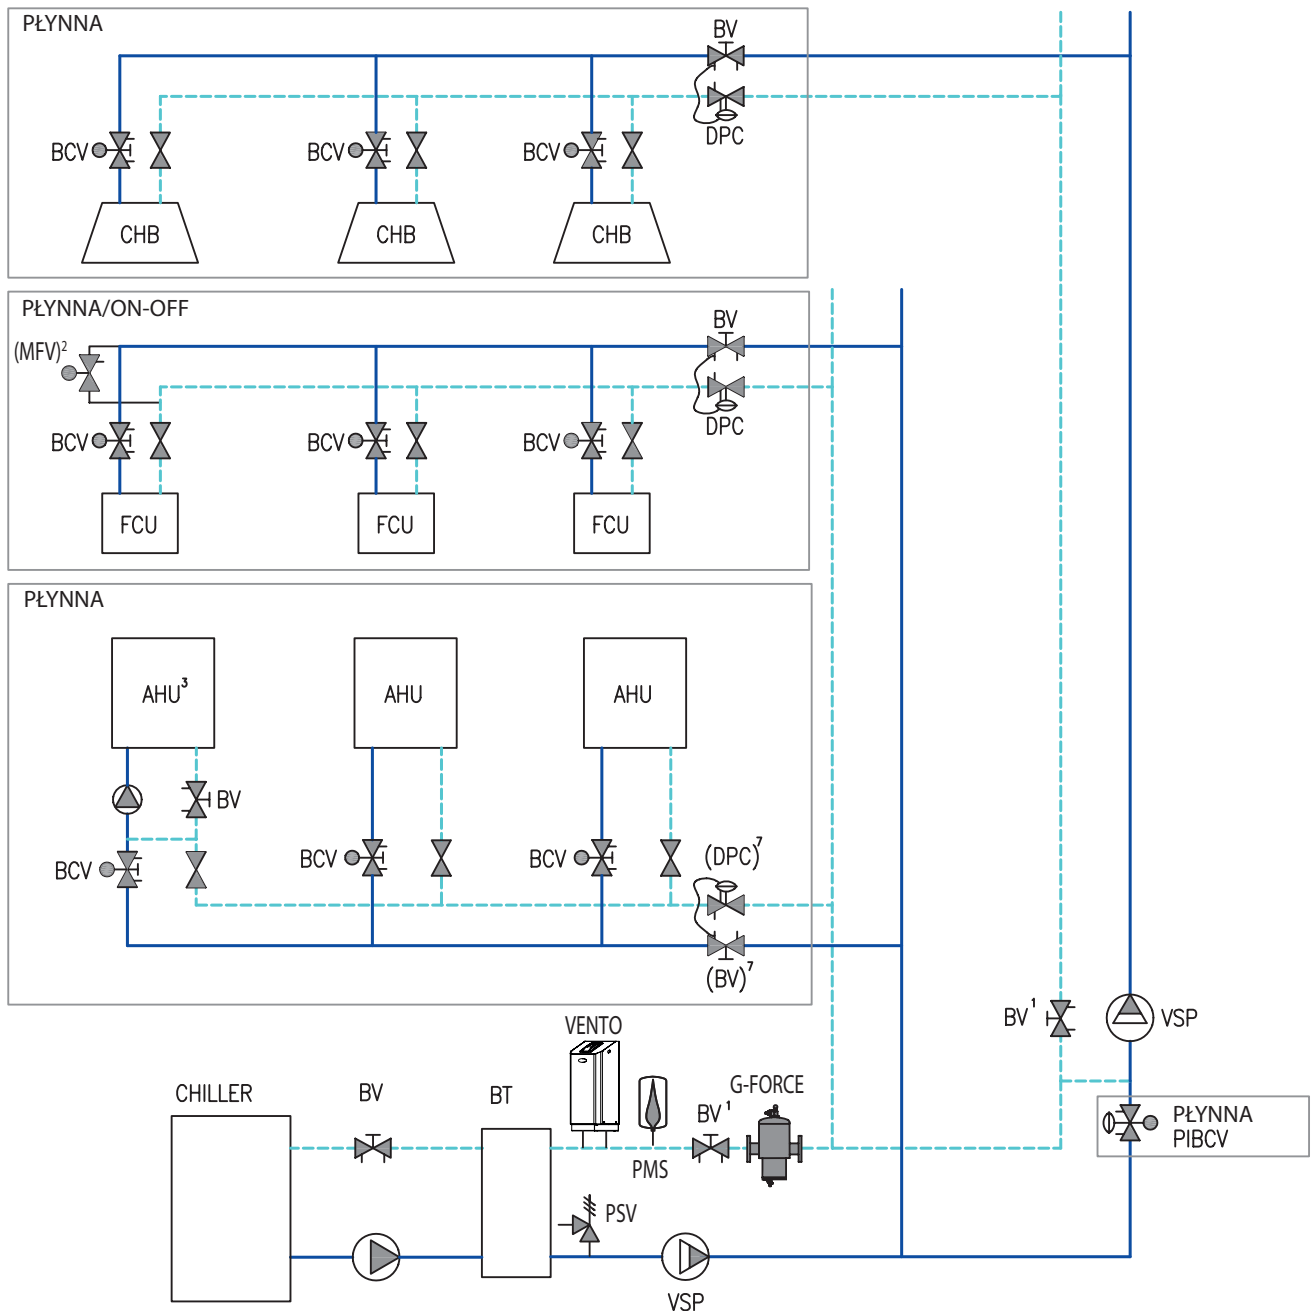 PŁYNNA
BV
DPC
BCV
BCV
BCV
CHB
CHB
CHB
PŁYNNA/ON-OFF
BV
(MFV)²
DPC
BCV
BCV
BCV
FCU
FCU
FCU
PŁYNNA
AHU³
AHU
AHU
BV
BCV
BCV
BCV
(DPC)⁷
(BV)⁷
BV¹
VSP
VENTO
CHILLER
BV
BT
G-FORCE
BV¹
PŁYNNA
PIBCV
PMS
PSV
VSP